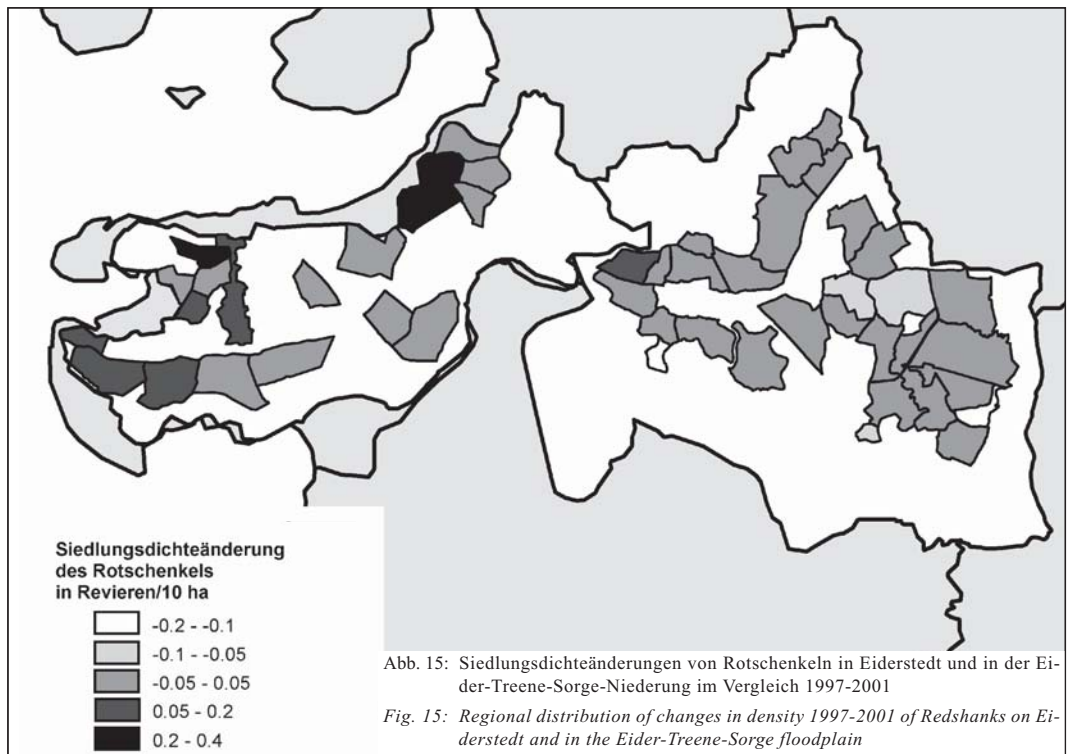 Siedlungsdichteänderung
des Rotschenkels
in Revieren/10 ha
-0.2 - -0.1
-0.1 - -0.05
-0.05 - 0.05
0.05 - 0.2
0.2 - 0.4
Abb. 15: Siedlungsdichteänderungen von Rotschenkeln in Eiderstedt und in der Ei-
der-Treene-Sorge-Niederung im Vergleich 1997-2001
Fig. 15: Regional distribution of changes in density 1997-2001 of Redshanks on Ei-
derstedt and in the Eider-Treene-Sorge floodplain